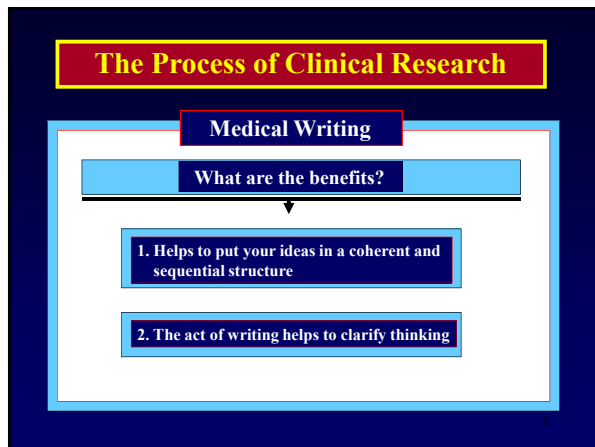 The Process of Clinical Research
Medical Writing
What are the benefits?
1. Helps to put your ideas in a coherent and
sequential structure
2. The act of writing helps to clarify thinking